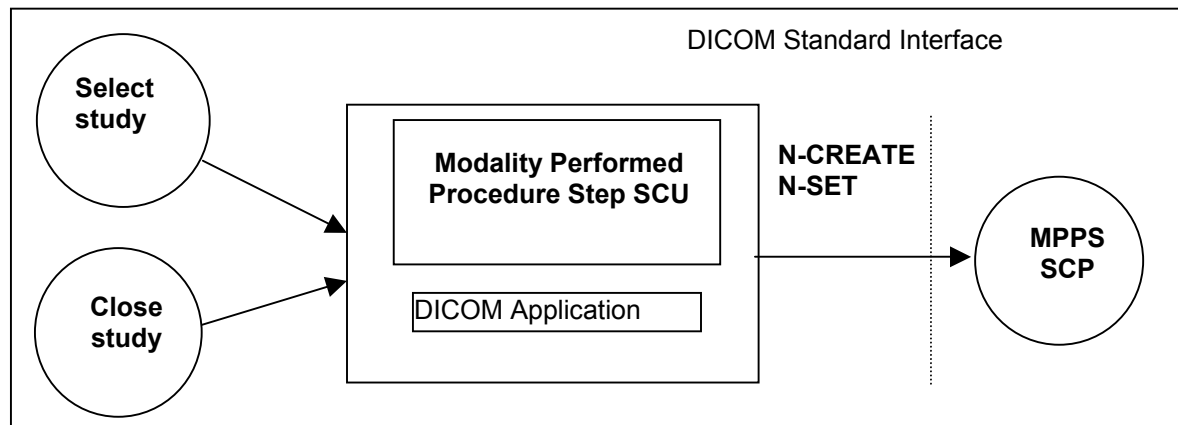 DICOM Standard Interface
Select
study
Modality Performed
Procedure Step SCU
N-CREATE
N-SET
MPPS
SCP
Close
study
DICOM Application